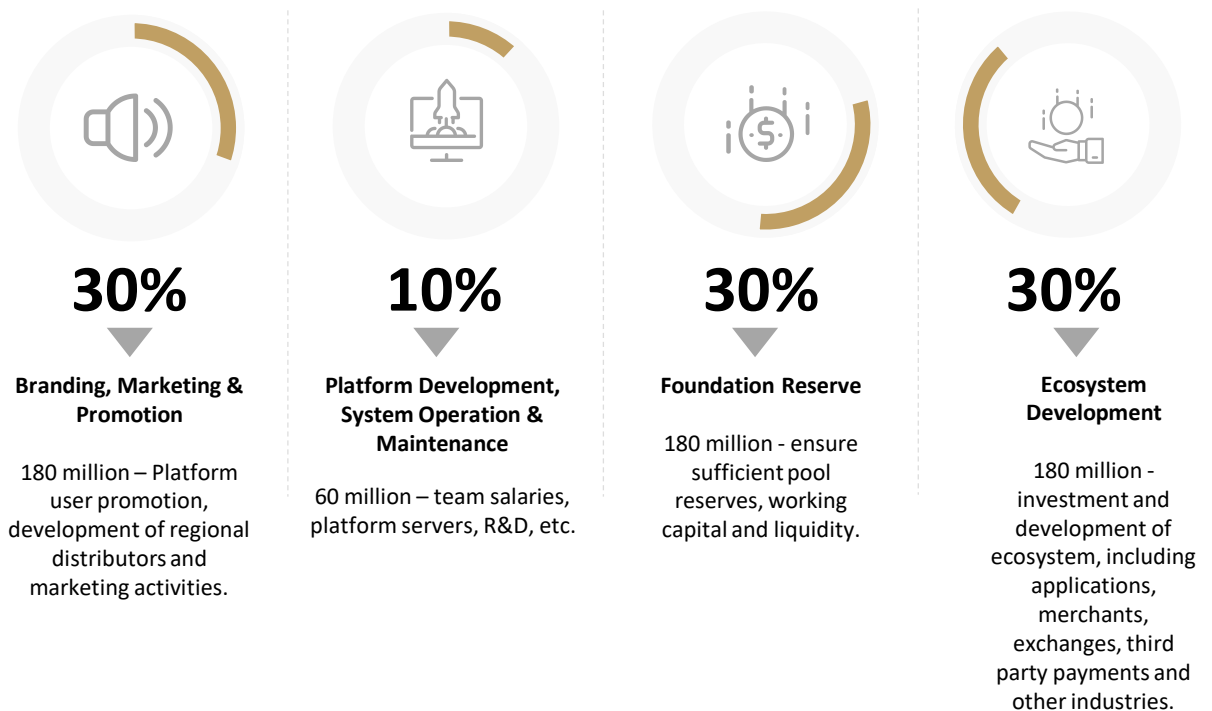 30%
Branding, Marketing &
Promotion
180 million – Platform
user promotion,
development of regional
distributors and
marketing activities.
10%
Platform Development,
System Operation &
Maintenance
60 million – team salaries,
platform servers, R&D, etc.
30%
Foundation Reserve
180 million - ensure
sufficient pool
reserves, working
capital and liquidity.
30%
Ecosystem
Development
180 million -
investment and
development of
ecosystem, including
applications,
merchants,
exchanges, third
party payments and
other industries.